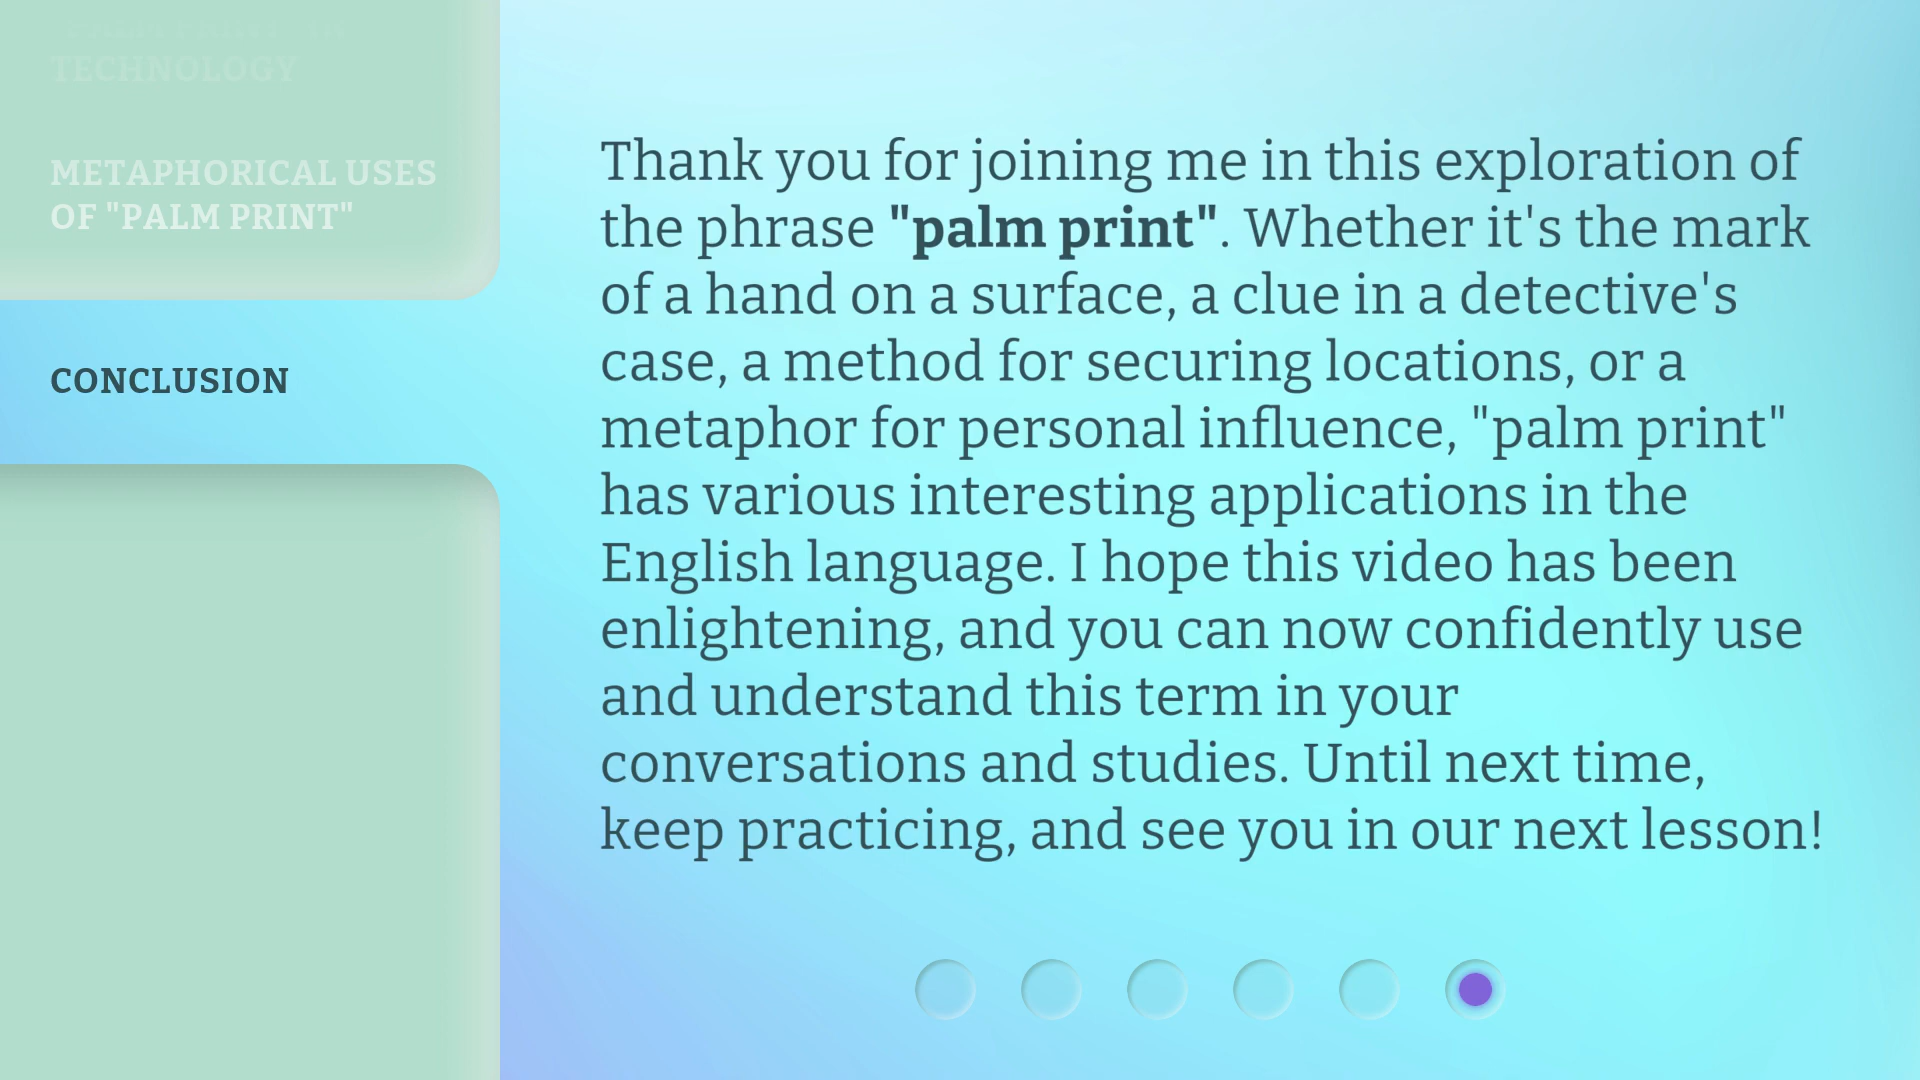 TECHNOLOGY
METAPHORICAL USES
OF "PALM PRINT"
CONCLUSION
Thank you for joining me in this exploration of
the phrase "palm print". Whether it's the mark
of a hand on a surface, a clue in a detective's
case, a method for securing locations, or a
metaphor for personal influence, "palm print"
has various interesting applications in the
English language. I hope this video has been
enlightening, and you can now confidently use
and understand this term in your
conversations and studies. Until next time,
keep practicing, and see you in our next lesson!